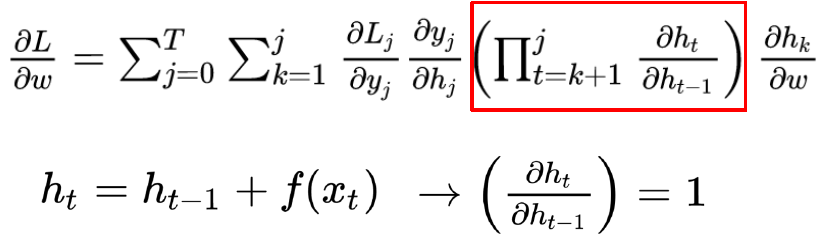 ∂L/∂w = ∑_{j=0}^{T} ∑_{k=1}^{j} ∂L_j/∂y_j ∂y_j/∂h_j (∏_{t=k+1}^{j} ∂h_t/∂h_{t-1}) ∂h_k/∂w
h_t = h_{t-1} + f(x_t) → (∂h_t/∂h_{t-1}) = 1